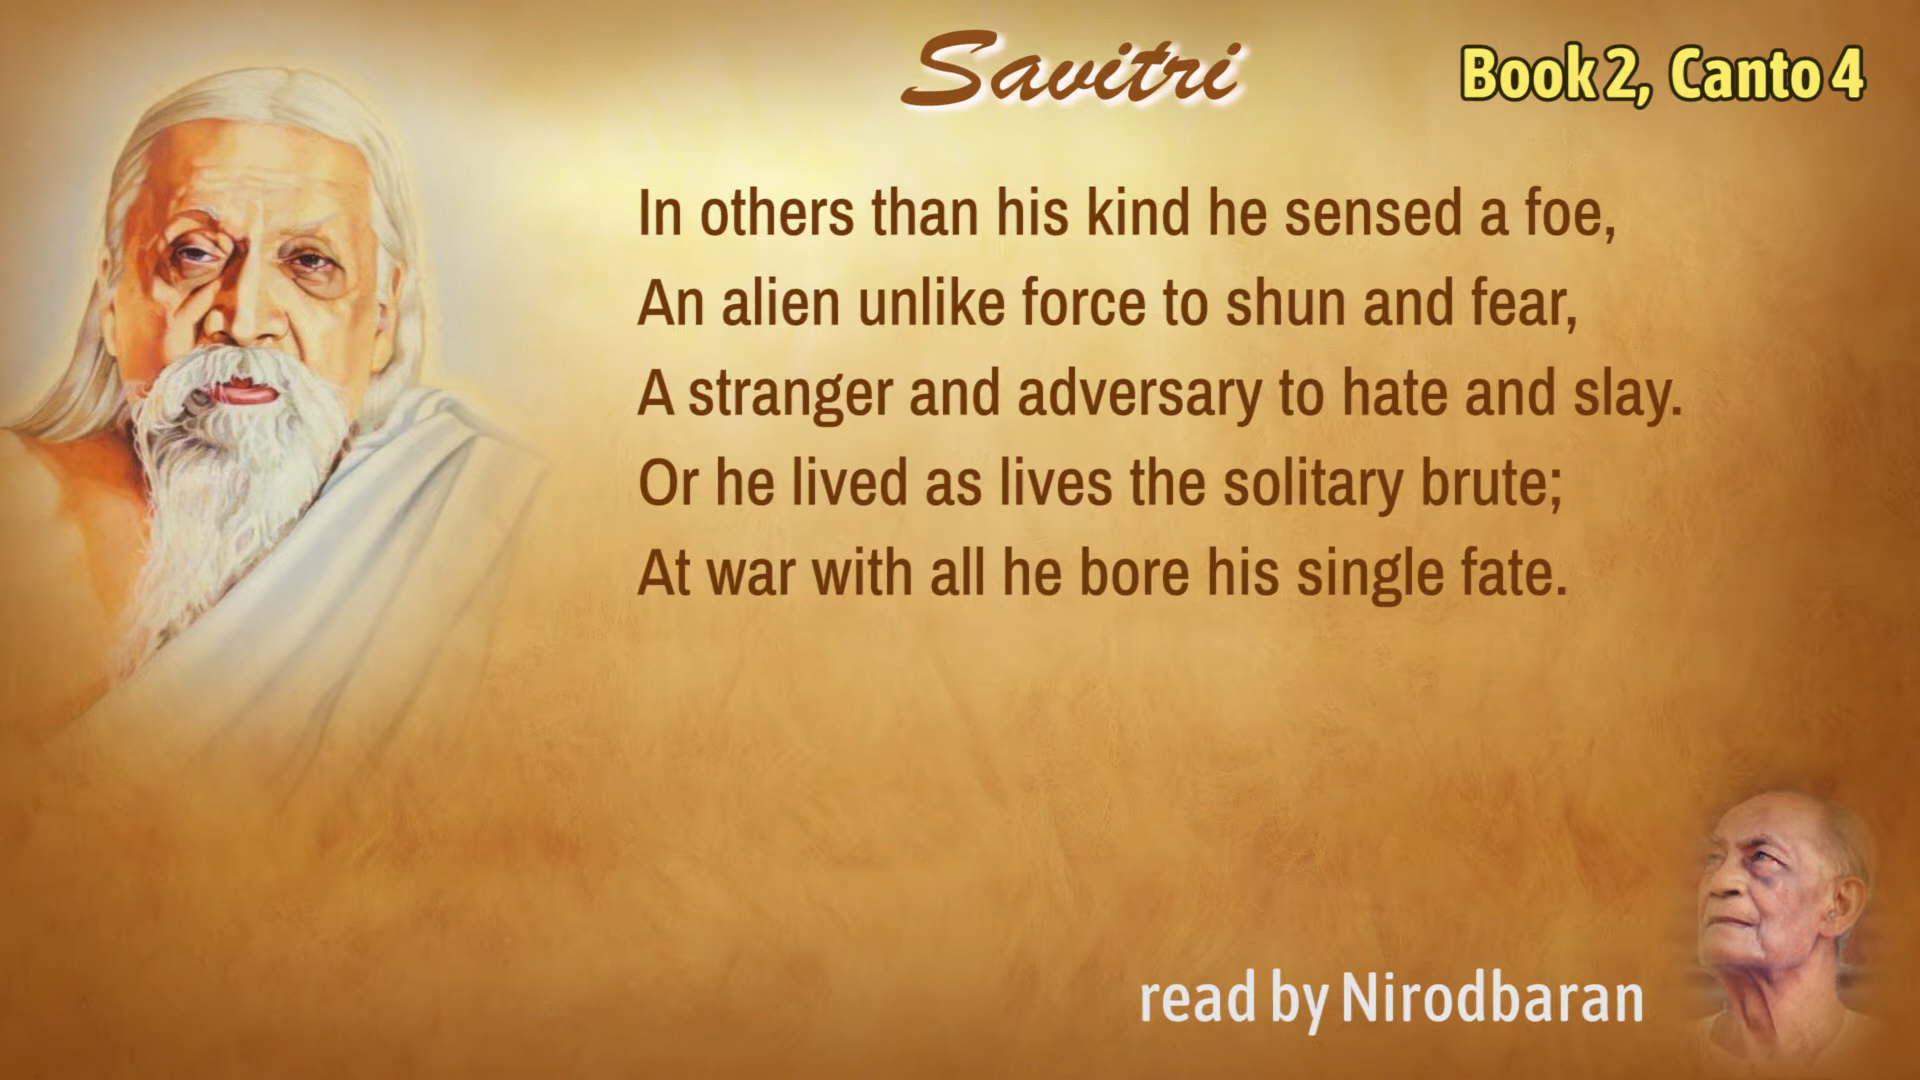 Savitri
Book 2, Canto 4
In others than his kind he sensed a foe,
An alien unlike force to shun and fear,
A stranger and adversary to hate and slay.
Or he lived as lives the solitary brute;
At war with all he bore his single fate.
read by Nirodbaran